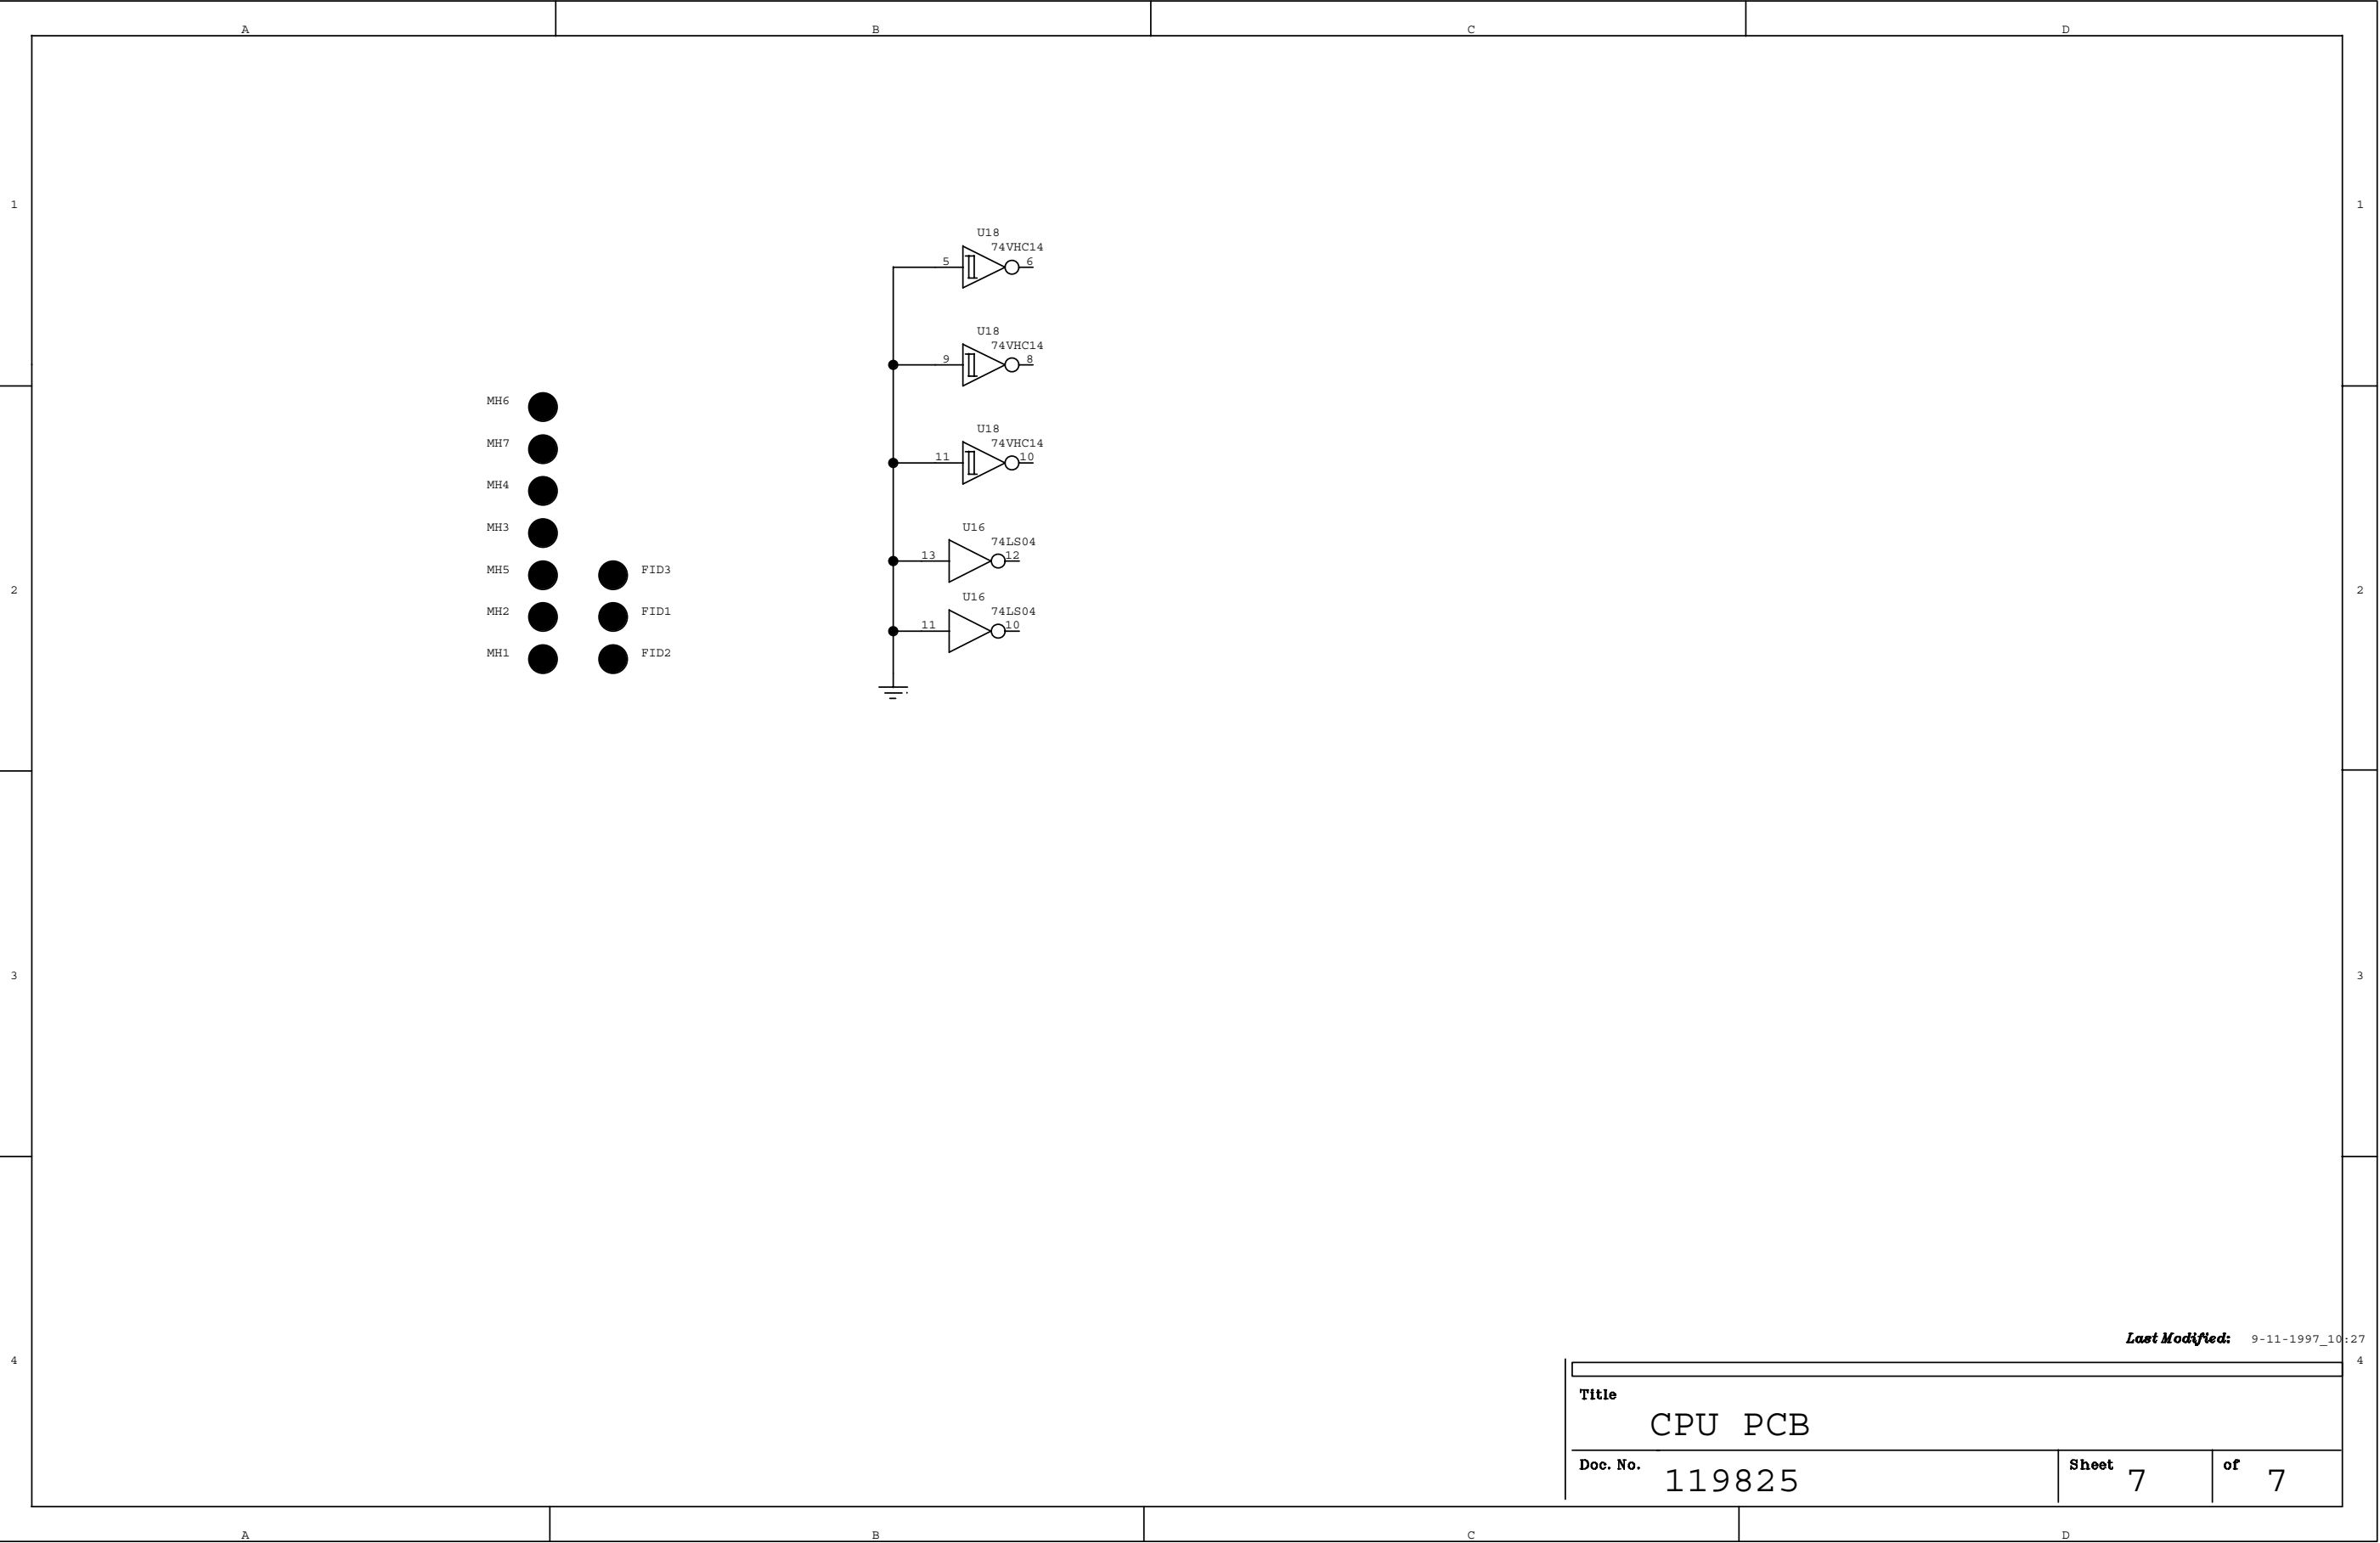 A B C D
1 1
U18
74VHC14
5 6
U18
74VHC14
9 8
MH6
U18
74VHC14
MH7
11 10
MH4
MH3
U16
74LS04
13 12
MH5 FID3
2 2
U16
74LS04
MH2 FID1
11 10
MH1 FID2
3 3
Last Modified: 9-11-1997_10:27
4 4
Title
CPU PCB
Doc. No. 119825 Sheet 7 of 7
A B C D